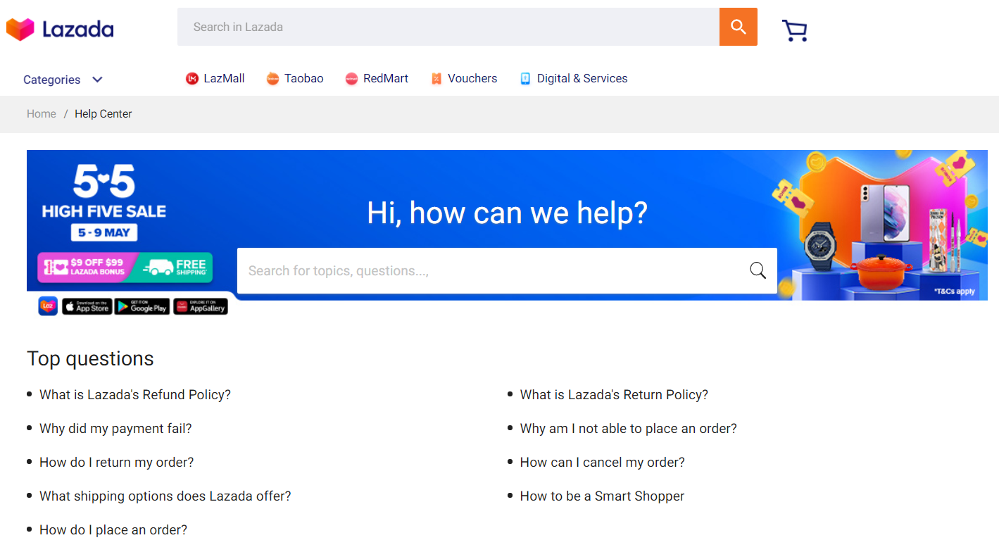 Lazada
Search in Lazada
Categories
LazMall
Taobao
RedMart
Vouchers
Digital & Services
Home / Help Center
5.5
HIGH FIVE SALE
5 - 9 MAY
$9 OFF $99
LAZADA BONUS
FREE
SHIPPING*
Laz
Download on the
App Store
GET IT ON
Google Play
EXPLORE IT ON
AppGallery
Hi, how can we help?
Search for topics, questions...,
BONUS
BONUS
*T&Cs apply
Top questions
What is Lazada's Refund Policy?
What is Lazada's Return Policy?
Why did my payment fail?
Why am I not able to place an order?
How do I return my order?
How can I cancel my order?
What shipping options does Lazada offer?
How to be a Smart Shopper
How do I place an order?